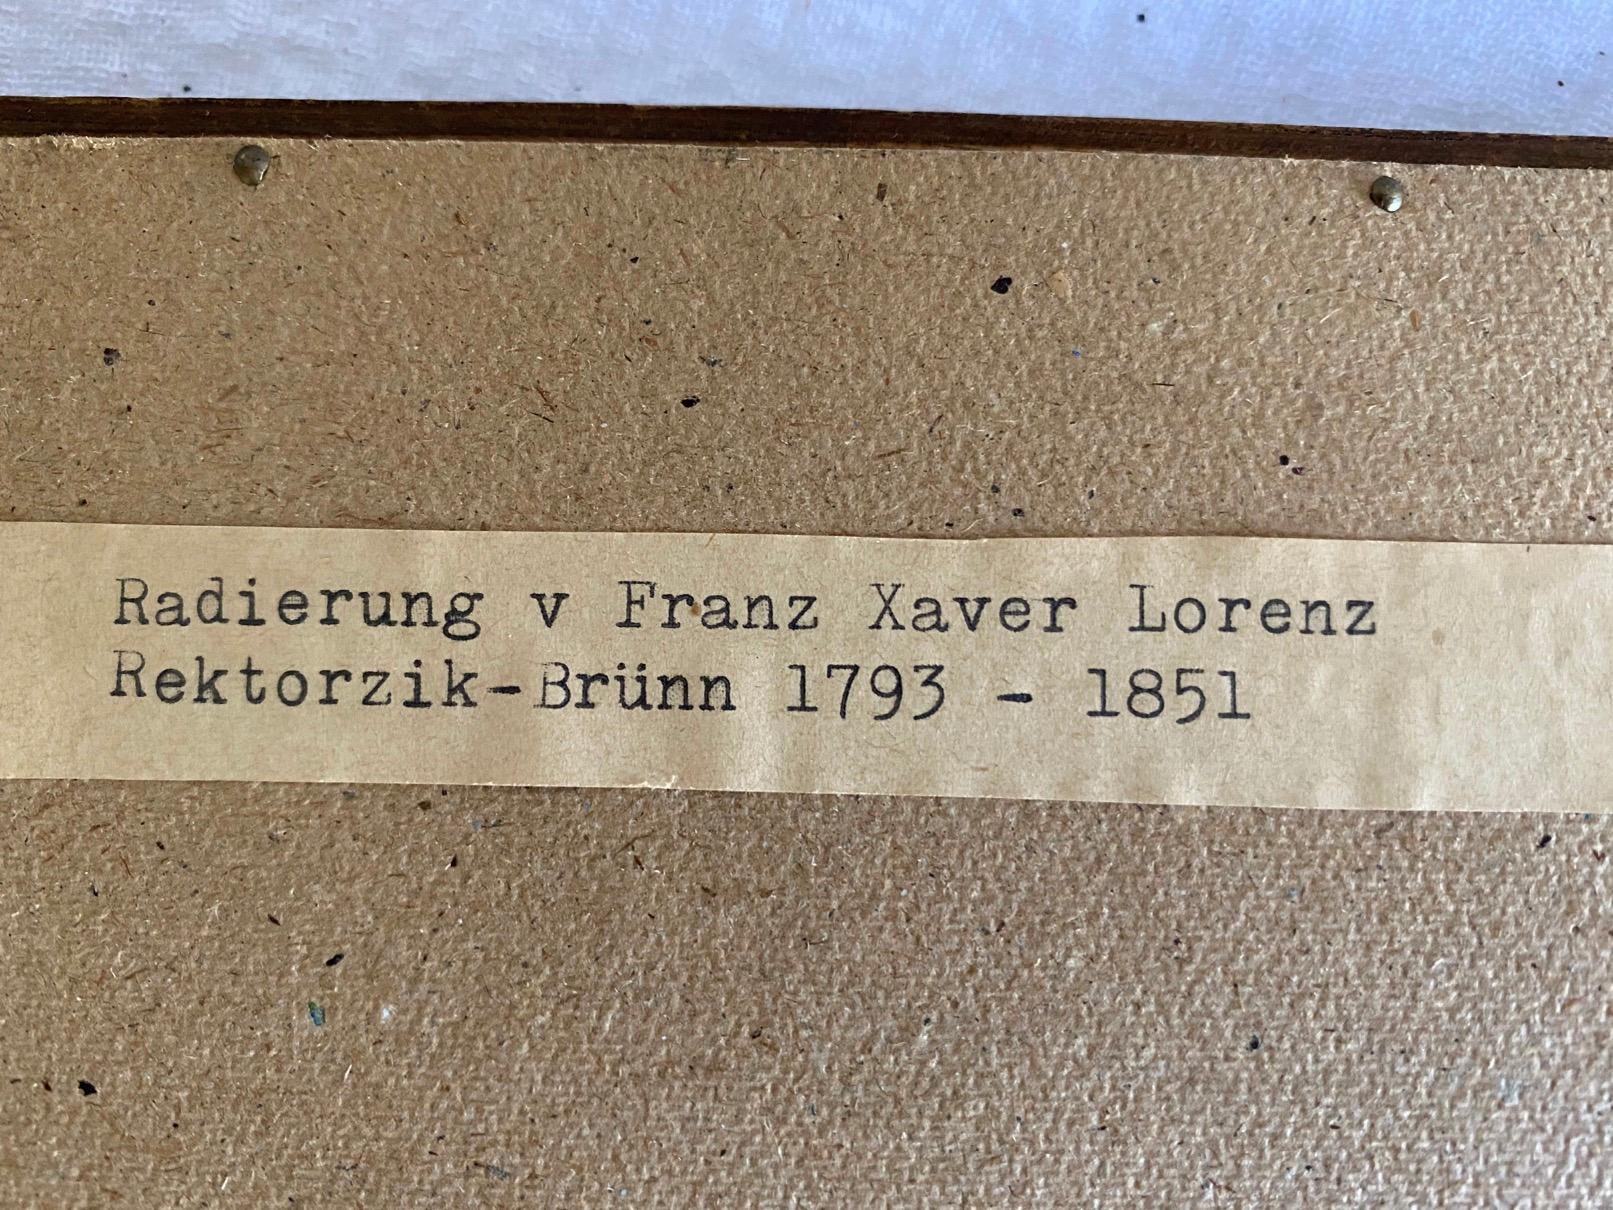 Radierung v Franz Xaver Lorenz
Rektorzik-Brünn 1793 - 1851